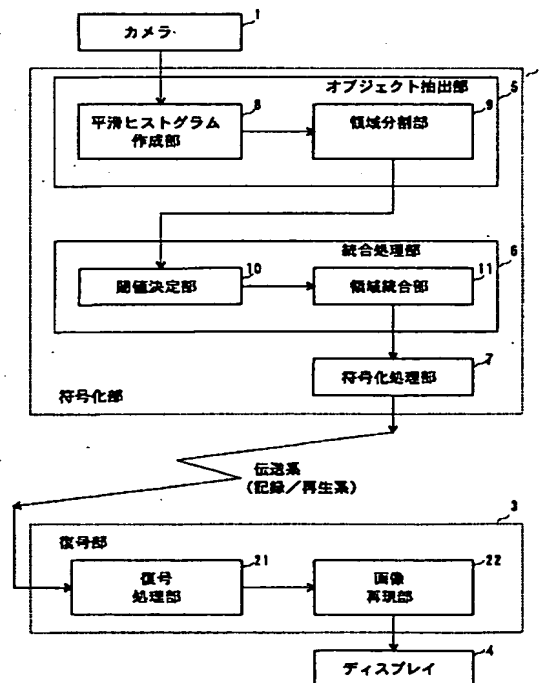 カメラ
1
オブジェクト抽出部
5
平滑ヒストグラム
作成部
8
領域分割部
9
統合処理部
6
閾値決定部
10
領域統合部
11
符号化処理部
7
符号化部
伝送系
(記録/再生系)
3
復号部
復号
処理部
21
画像
再現部
22
ディスプレイ
4